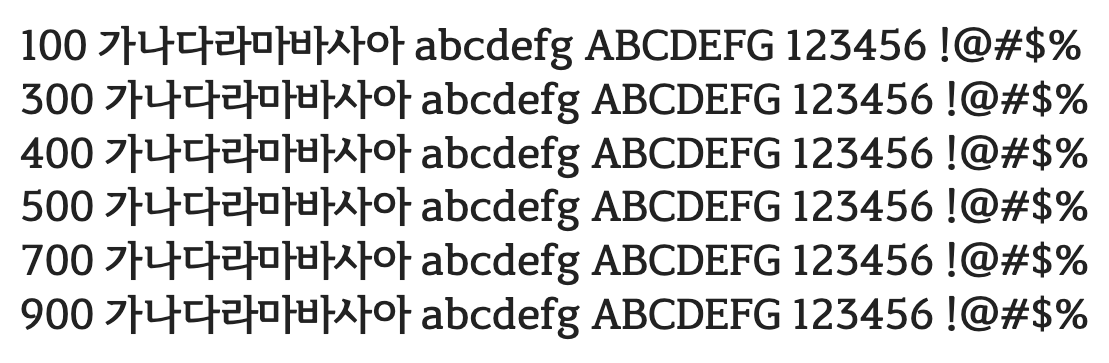 100 가나다라마바사아 abcdefg ABCDEFG 123456 !@#$%
300 가나다라마바사아 abcdefg ABCDEFG 123456 !@#$%
400 가나다라마바사아 abcdefg ABCDEFG 123456 !@#$%
500 가나다라마바사아 abcdefg ABCDEFG 123456 !@#$%
700 가나다라마바사아 abcdefg ABCDEFG 123456 !@#$%
900 가나다라마바사아 abcdefg ABCDEFG 123456 !@#$%